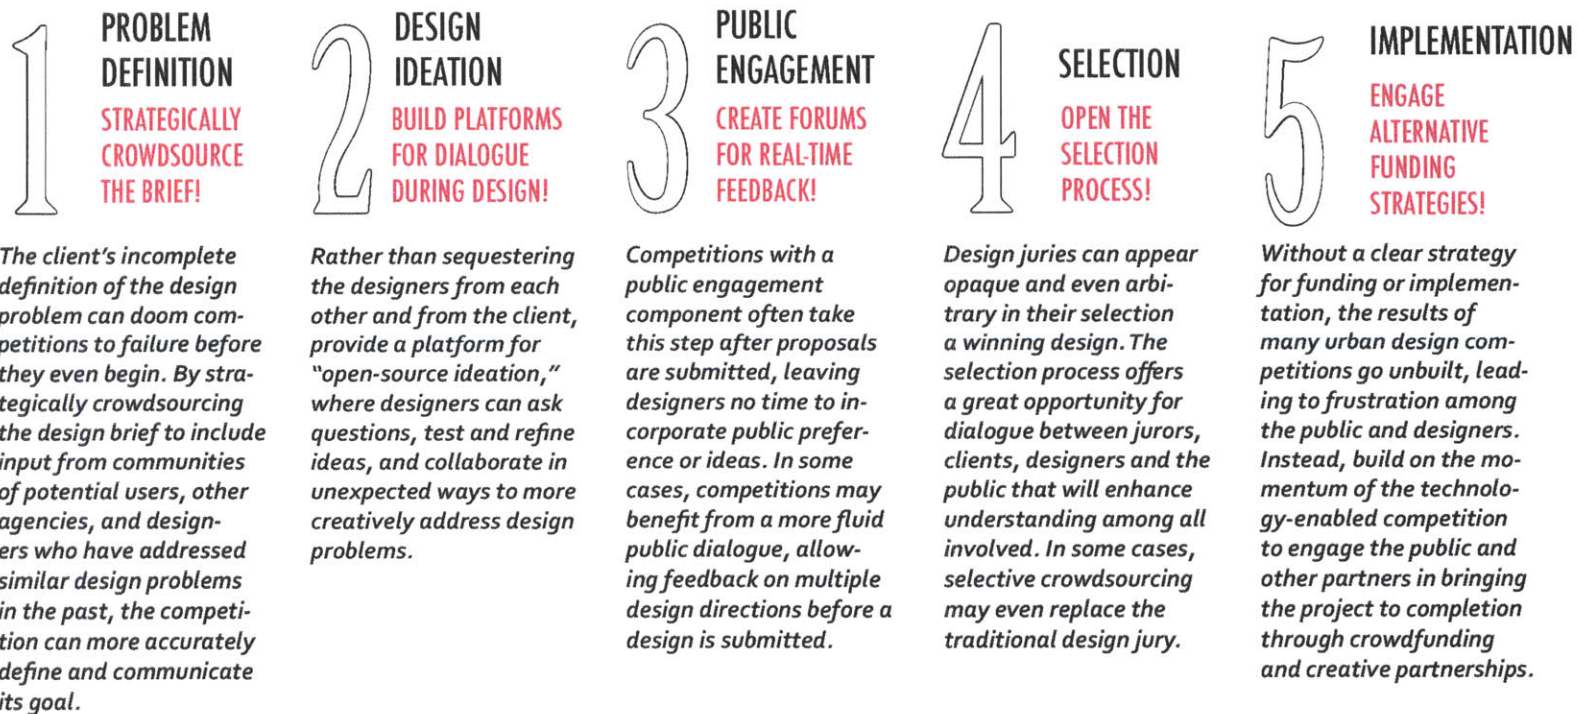 1
PROBLEM
DEFINITION
STRATEGICALLY
CROWDSOURCE
THE BRIEF!
The client's incomplete
definition of the design
problem can doom com-
petitions to failure before
they even begin. By stra-
tegically crowdsourcing
the design brief to include
input from communities
of potential users, other
agencies, and design-
ers who have addressed
similar design problems
in the past, the competi-
tion can more accurately
define and communicate
its goal.
2
DESIGN
IDEATION
BUILD PLATFORMS
FOR DIALOGUE
DURING DESIGN!
Rather than sequestering
the designers from each
other and from the client,
provide a platform for
"open-source ideation,"
where designers can ask
questions, test and refine
ideas, and collaborate in
unexpected ways to more
creatively address design
problems.
3
PUBLIC
ENGAGEMENT
CREATE FORUMS
FOR REAL-TIME
FEEDBACK!
Competitions with a
public engagement
component often take
this step after proposals
are submitted, leaving
designers no time to in-
corporate public prefer-
ence or ideas. In some
cases, competitions may
benefit from a more fluid
public dialogue, allow-
ing feedback on multiple
design directions before a
design is submitted.
4
SELECTION
OPEN THE
SELECTION
PROCESS!
Design juries can appear
opaque and even arbi-
trary in their selection
a winning design. The
selection process offers
a great opportunity for
dialogue between jurors,
clients, designers and the
public that will enhance
understanding among all
involved. In some cases,
selective crowdsourcing
may even replace the
traditional design jury.
5
IMPLEMENTATION
ENGAGE
ALTERNATIVE
FUNDING
STRATEGIES!
Without a clear strategy
for funding or implemen-
tation, the results of
many urban design com-
petitions go unbuilt, lead-
ing to frustration among
the public and designers.
Instead, build on the mo-
mentum of the technolo-
gy-enabled competition
to engage the public and
other partners in bringing
the project to completion
through crowdfunding
and creative partnerships.